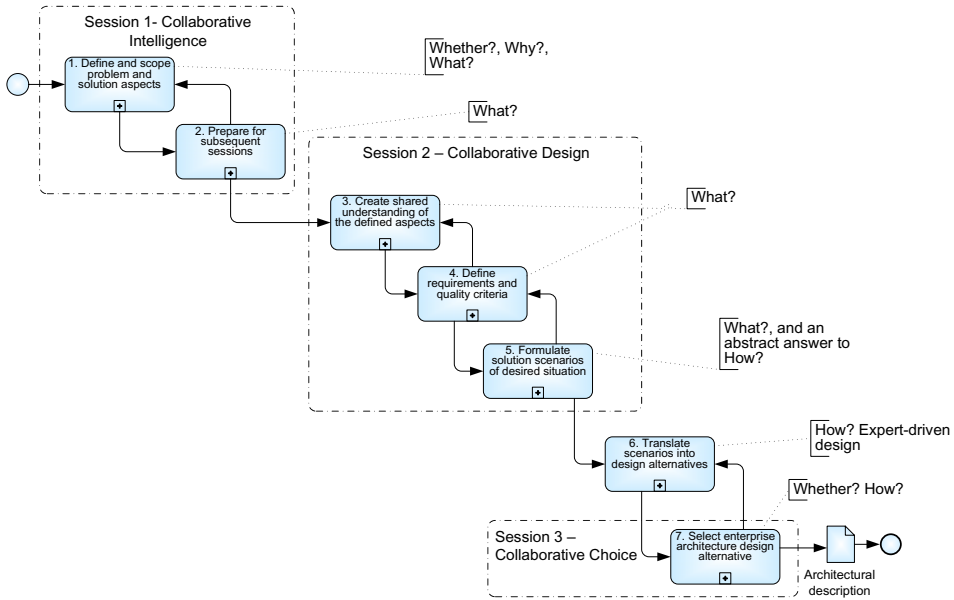 Session 1- Collaborative
Intelligence
1. Define and scope
problem and
solution aspects
Whether?, Why?,
What?
2. Prepare for
subsequent
sessions
What?
Session 2 – Collaborative Design
3. Create shared
understanding of
the defined aspects
What?
4. Define
requirements and
quality criteria
5. Formulate
solution scenarios
of desired situation
What?, and an
abstract answer to
How?
6. Translate
scenarios into
design alternatives
How? Expert-driven
design
Whether? How?
Session 3 –
Collaborative Choice
7. Select enterprise
architecture design
alternative
Architectural
description